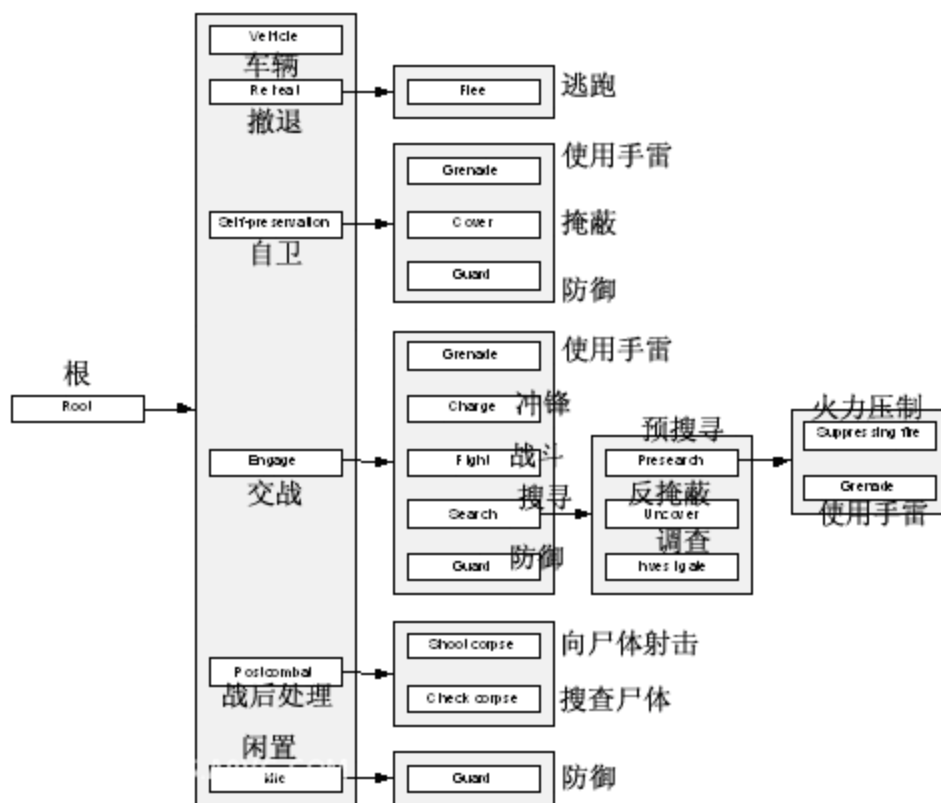 Vehicle
车辆
Retreat
撤退
Flee
逃跑
Grenade
使用手雷
Self-preservation
自卫
Cover
掩蔽
Guard
防御
根
Root
Grenade
使用手雷
Charge
冲锋
Engage
交战
Fight
战斗
Search
搜寻
Guard
防御
预搜寻
Presearch
反掩蔽
Uncover
调查
Investigate
火力压制
Suppressing fire
Grenade
使用手雷
Postcombat
战后处理
Shoot corpse
向尸体射击
Check corpse
搜查尸体
闲置
Idle
Guard
防御